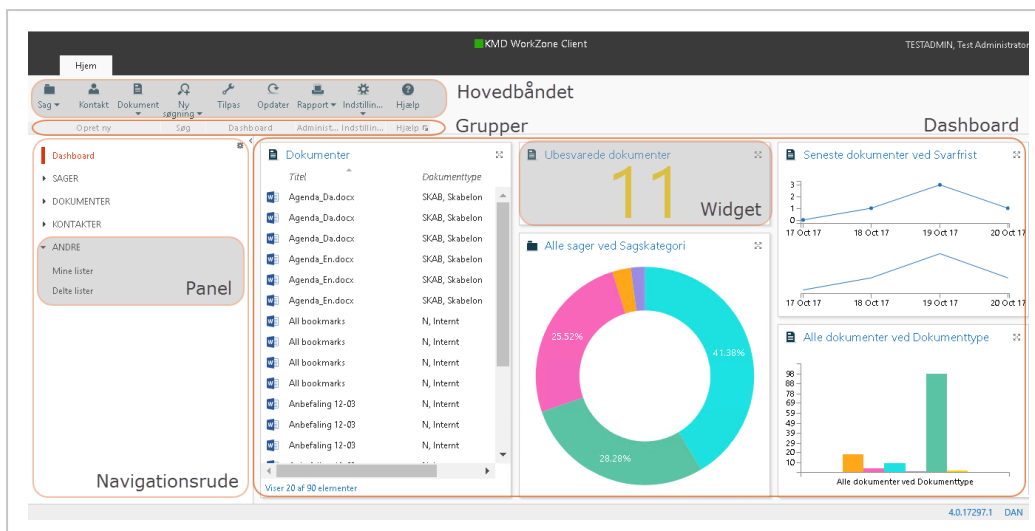 KMD WorkZone Client
TESTADMIN, Test Administrator
Hjem
Sag Kontakt Dokument Ny søgning Tilpas Opdater Rapport Indstillin... Hjælp
Hovedbåndet
Opret ny Søg Dashboard Administ... Indstillin... Hjælp
Grupper
Dashboard
Dashboard
SAGER
DOKUMENTER
KONTAKTER
ANDRE
Mine lister
Delte lister
Panel
Navigationsrude
Dokumenter
Titel Dokumenttype
Agenda_Da.docx SKAB, Skabelon
Agenda_Da.docx SKAB, Skabelon
Agenda_Da.docx SKAB, Skabelon
Agenda_En.docx SKAB, Skabelon
Agenda_En.docx SKAB, Skabelon
Agenda_En.docx SKAB, Skabelon
All bookmarks N, Internt
All bookmarks N, Internt
All bookmarks N, Internt
All bookmarks N, Internt
Anbefaling 12-03 N, Internt
Anbefaling 12-03 N, Internt
Anbefaling 12-03 N, Internt
Viser 20 af 90 elementer
Ubesvarede dokumenter
11
Widget
Alle sager ved Sagskategori
25.52%
41.38%
28.28%
Seneste dokumenter ved Svarfrist
3
2
1
0
17 Oct 17 18 Oct 17 19 Oct 17 20 Oct 17
17 Oct 17 18 Oct 17 19 Oct 17 20 Oct 17
Alle dokumenter ved Dokumenttype
98
88
78
69
59
49
39
29
20
10
Alle dokumenter ved Dokumenttype
4.0.17297.1 DAN